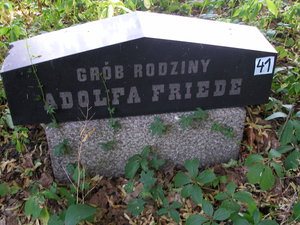 GRÓB RODZINY
ADOLFA FRIEDE
41